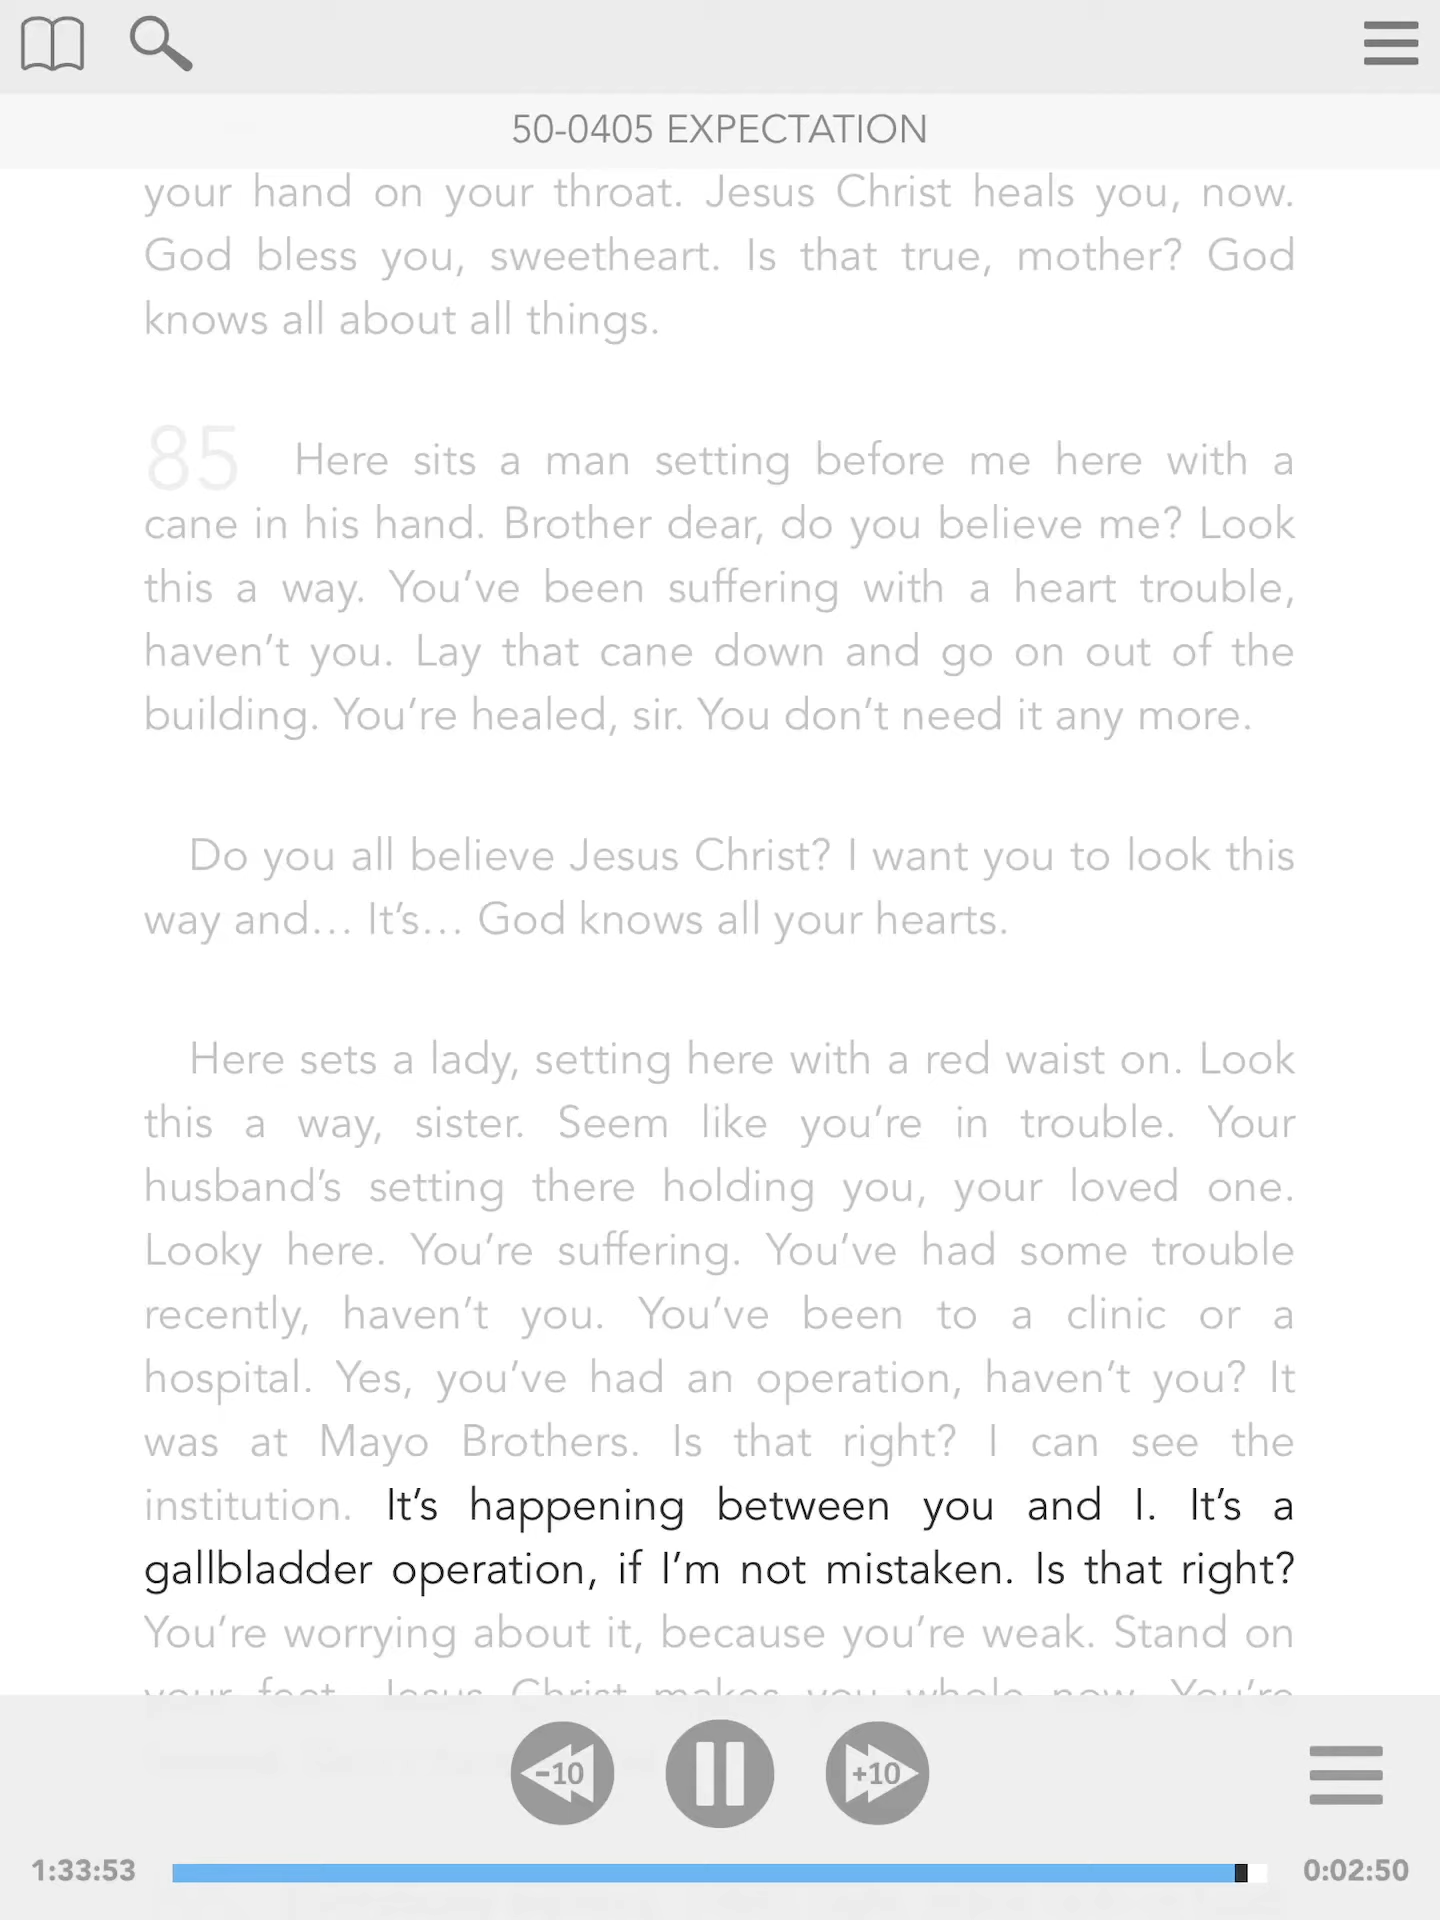 50-0405 EXPECTATION
your hand on your throat. Jesus Christ heals you, now.
God bless you, sweetheart. Is that true, mother? God
knows all about all things.
85 Here sits a man setting before me here with a
cane in his hand. Brother dear, do you believe me? Look
this a way. You’ve been suffering with a heart trouble,
haven’t you. Lay that cane down and go on out of the
building. You’re healed, sir. You don’t need it any more.
Do you all believe Jesus Christ? I want you to look this
way and… It’s… God knows all your hearts.
Here sets a lady, setting here with a red waist on. Look
this a way, sister. Seem like you’re in trouble. Your
husband’s setting there holding you, your loved one.
Looky here. You’re suffering. You’ve had some trouble
recently, haven’t you. You’ve been to a clinic or a
hospital. Yes, you’ve had an operation, haven’t you? It
was at Mayo Brothers. Is that right? I can see the
institution. It’s happening between you and I. It’s a
gallbladder operation, if I’m not mistaken. Is that right?
You’re worrying about it, because you’re weak. Stand on
your feet. Jesus Christ makes you whole now. You’re
-10 +10
1:33:53 0:02:50